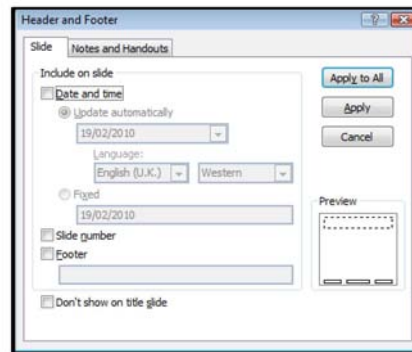 Header and Footer
Slide
Notes and Handouts
Include on slide
Date and time
Update automatically
19/02/2010
Language:
English (U.K.)
Western
Fixed
19/02/2010
Slide number
Footer
Don't show on title slide
Apply to All
Apply
Cancel
Preview